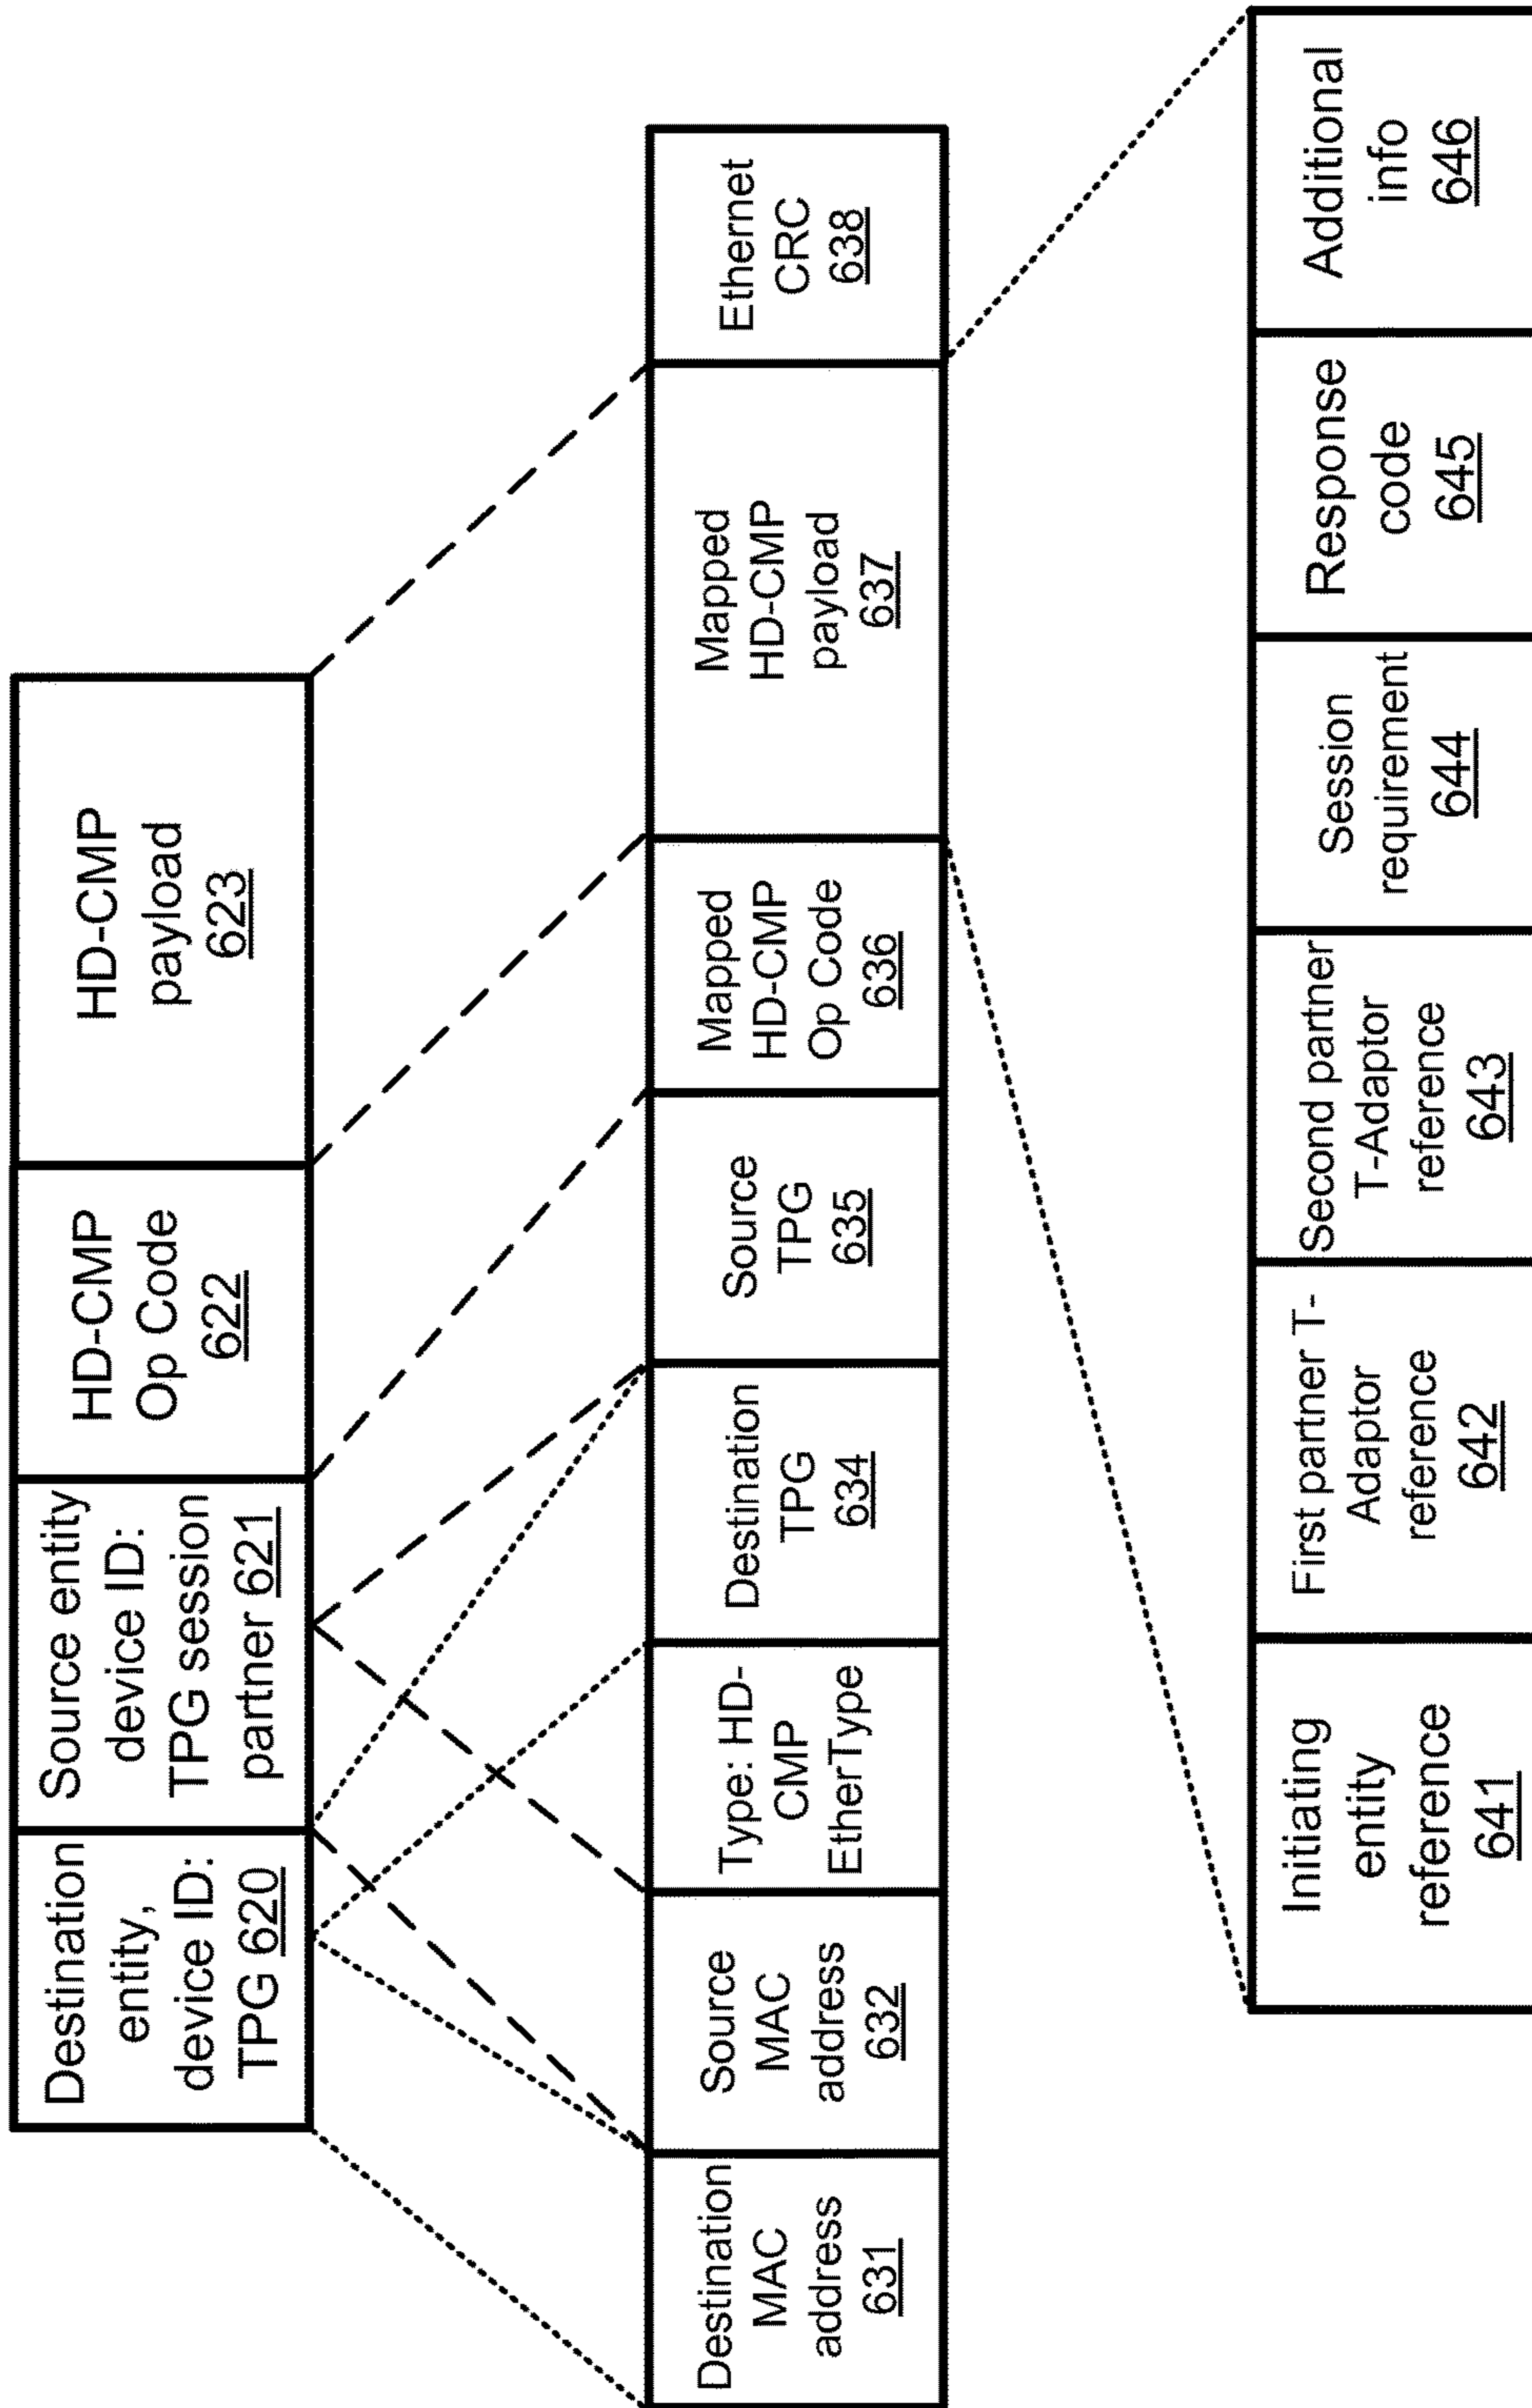 Destination
entity,
device ID:
TPG 620
Source entity
device ID:
TPG session
partner 621
HD-CMP
Op Code
622
HD-CMP
payload
623
Destination
MAC
address
631
Source
MAC
address
632
Type: HD-
CMP
EtherType
Destination
TPG
634
Source
TPG
635
Mapped
HD-CMP
Op Code
636
Mapped
HD-CMP
payload
637
Ethernet
CRC
638
Initiating
entity
reference
641
First partner T-
Adaptor
reference
642
Second partner
T-Adaptor
reference
643
Session
requirement
644
Response
code
645
Additional
info
646